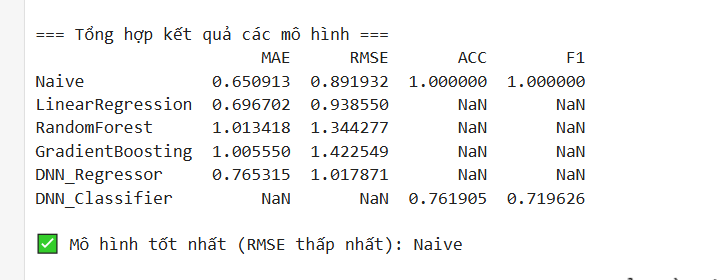 === Tổng hợp kết quả các mô hình ===
MAE RMSE ACC F1
Naive 0.650913 0.891932 1.000000 1.000000
LinearRegression 0.696702 0.938550 NaN NaN
RandomForest 1.013418 1.344277 NaN NaN
GradientBoosting 1.005550 1.422549 NaN NaN
DNN_Regressor 0.765315 1.017871 NaN NaN
DNN_Classifier NaN NaN 0.761905 0.719626
✅ Mô hình tốt nhất (RMSE thấp nhất): Naive